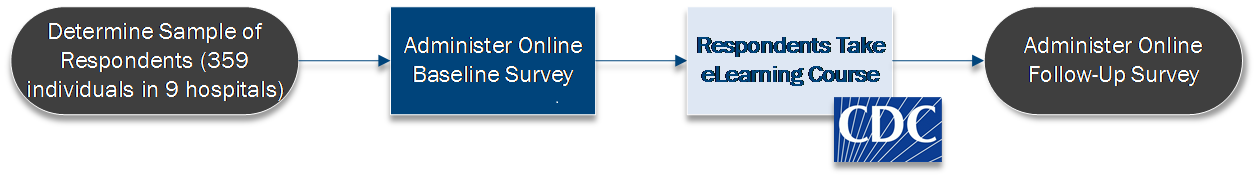 Determine Sample of
Respondents (359
individuals in 9 hospitals)
Administer Online
Baseline Survey
.
Respondents Take
eLearning Course
CDC
Administer Online
Follow-Up Survey